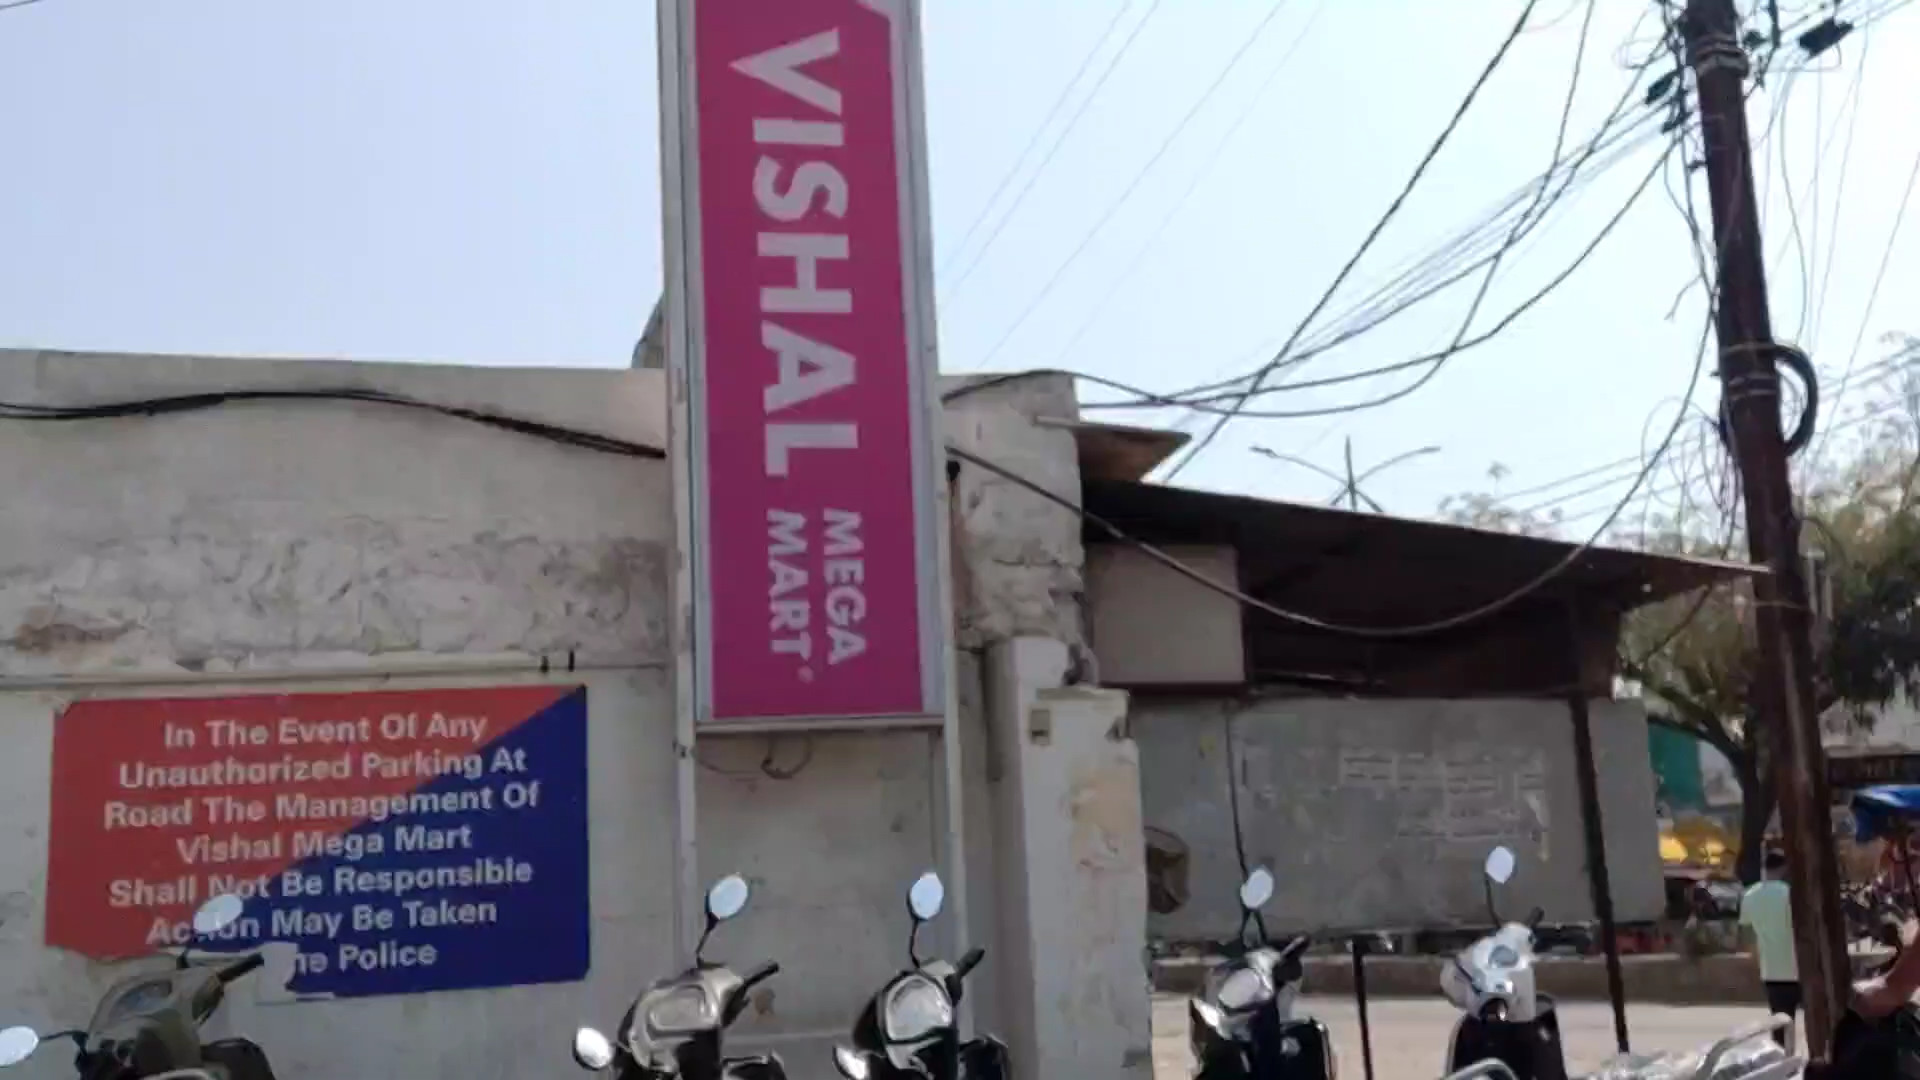 VISHAL
MEGA
MART
In The Event Of Any
Unauthorized Parking At
Road The Management Of
Vishal Mega Mart
Shall Not Be Responsible
Action May Be Taken
Police